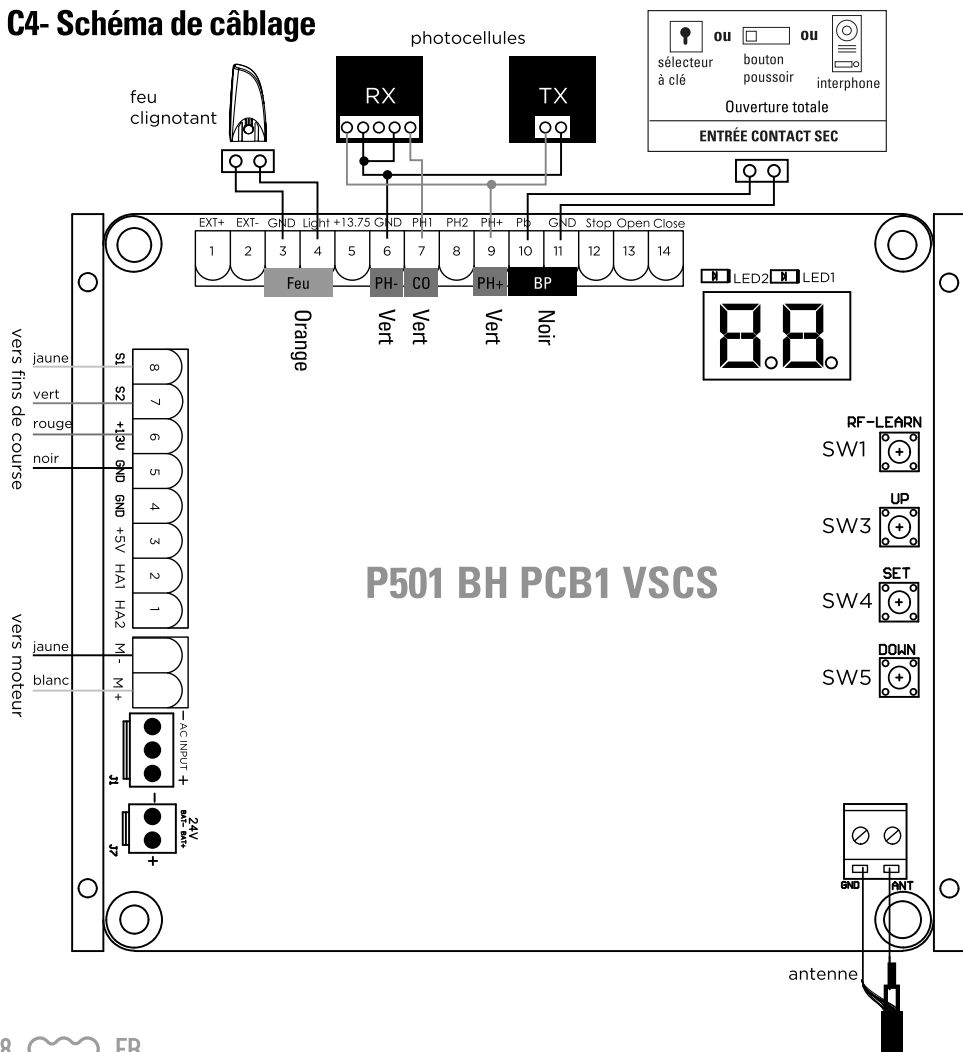 C4- Schéma de câblage
photocellules
feu
clignotant
RX
TX
ou
ou
sélecteur
à clé
bouton
poussoir
interphone
Ouverture totale
ENTRÉE CONTACT SEC
EXT+ EXT- GND Light +13.75 GND PH1 PH2 PH+ Pb GND Stop Open Close
1 2 3 4 5 6 7 8 9 10 11 12 13 14
Feu PH- CO PH+ BP
Orange Vert Vert Vert Noir
LED2 LED1
8.8.
vers fins de course
jaune S1 8
vert S2 7
rouge +13V 6
noir GND 5
GND 4
+5V 3
HA1 2
HA2 1
vers moteur
jaune M -
blanc M +
J1 - AC INPUT +
-
J7 BAT- BAT+ 24V
+
P501 BH PCB1 VSCS
RF-LEARN
SW1
UP
SW3
SET
SW4
DOWN
SW5
GND ANT
antenne
8 FR